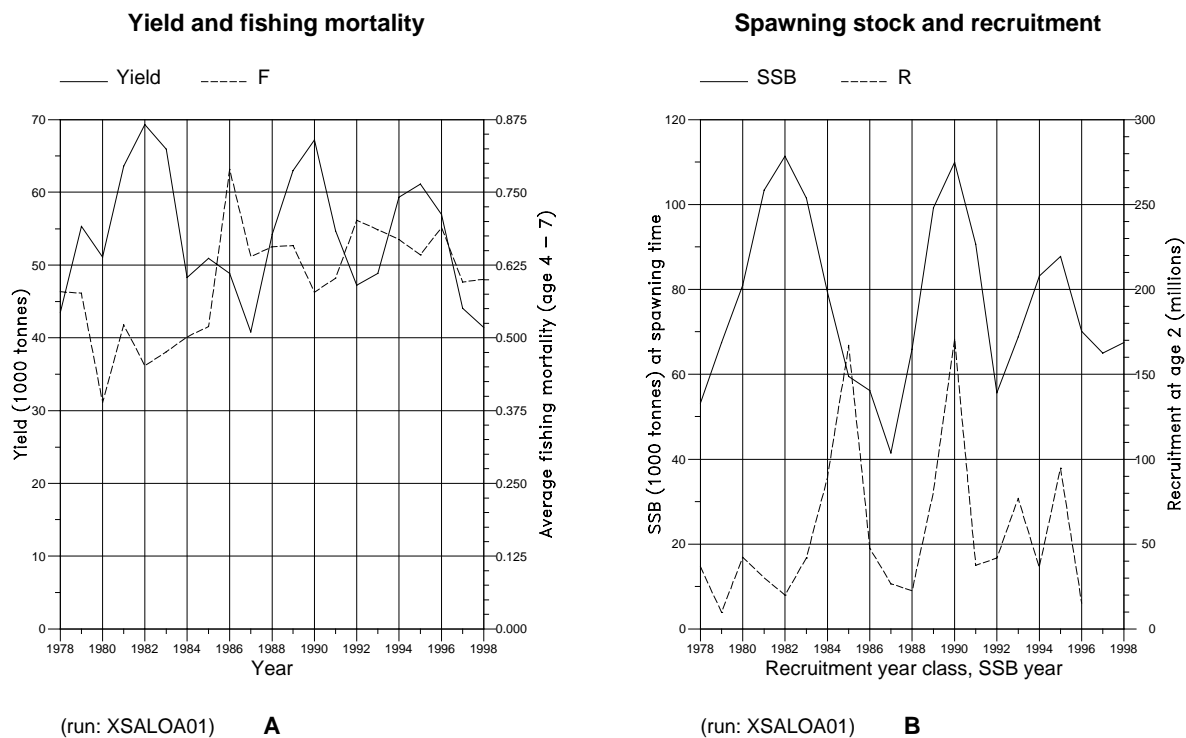 Yield and fishing mortality
Yield F
70
60
50
40
30
20
10
0
0.875
0.750
0.625
0.500
0.375
0.250
0.125
0.000
Yield (1000 tonnes)
Average fishing mortality (age 4 – 7)
1978 1980 1982 1984 1986 1988 1990 1992 1994 1996 1998
Year
(run: XSALOA01) A
Spawning stock and recruitment
SSB R
120
100
80
60
40
20
0
300
250
200
150
100
50
0
SSB (1000 tonnes) at spawning time
Recruitment at age 2 (millions)
1978 1980 1982 1984 1986 1988 1990 1992 1994 1996 1998
Recruitment year class, SSB year
(run: XSALOA01) B